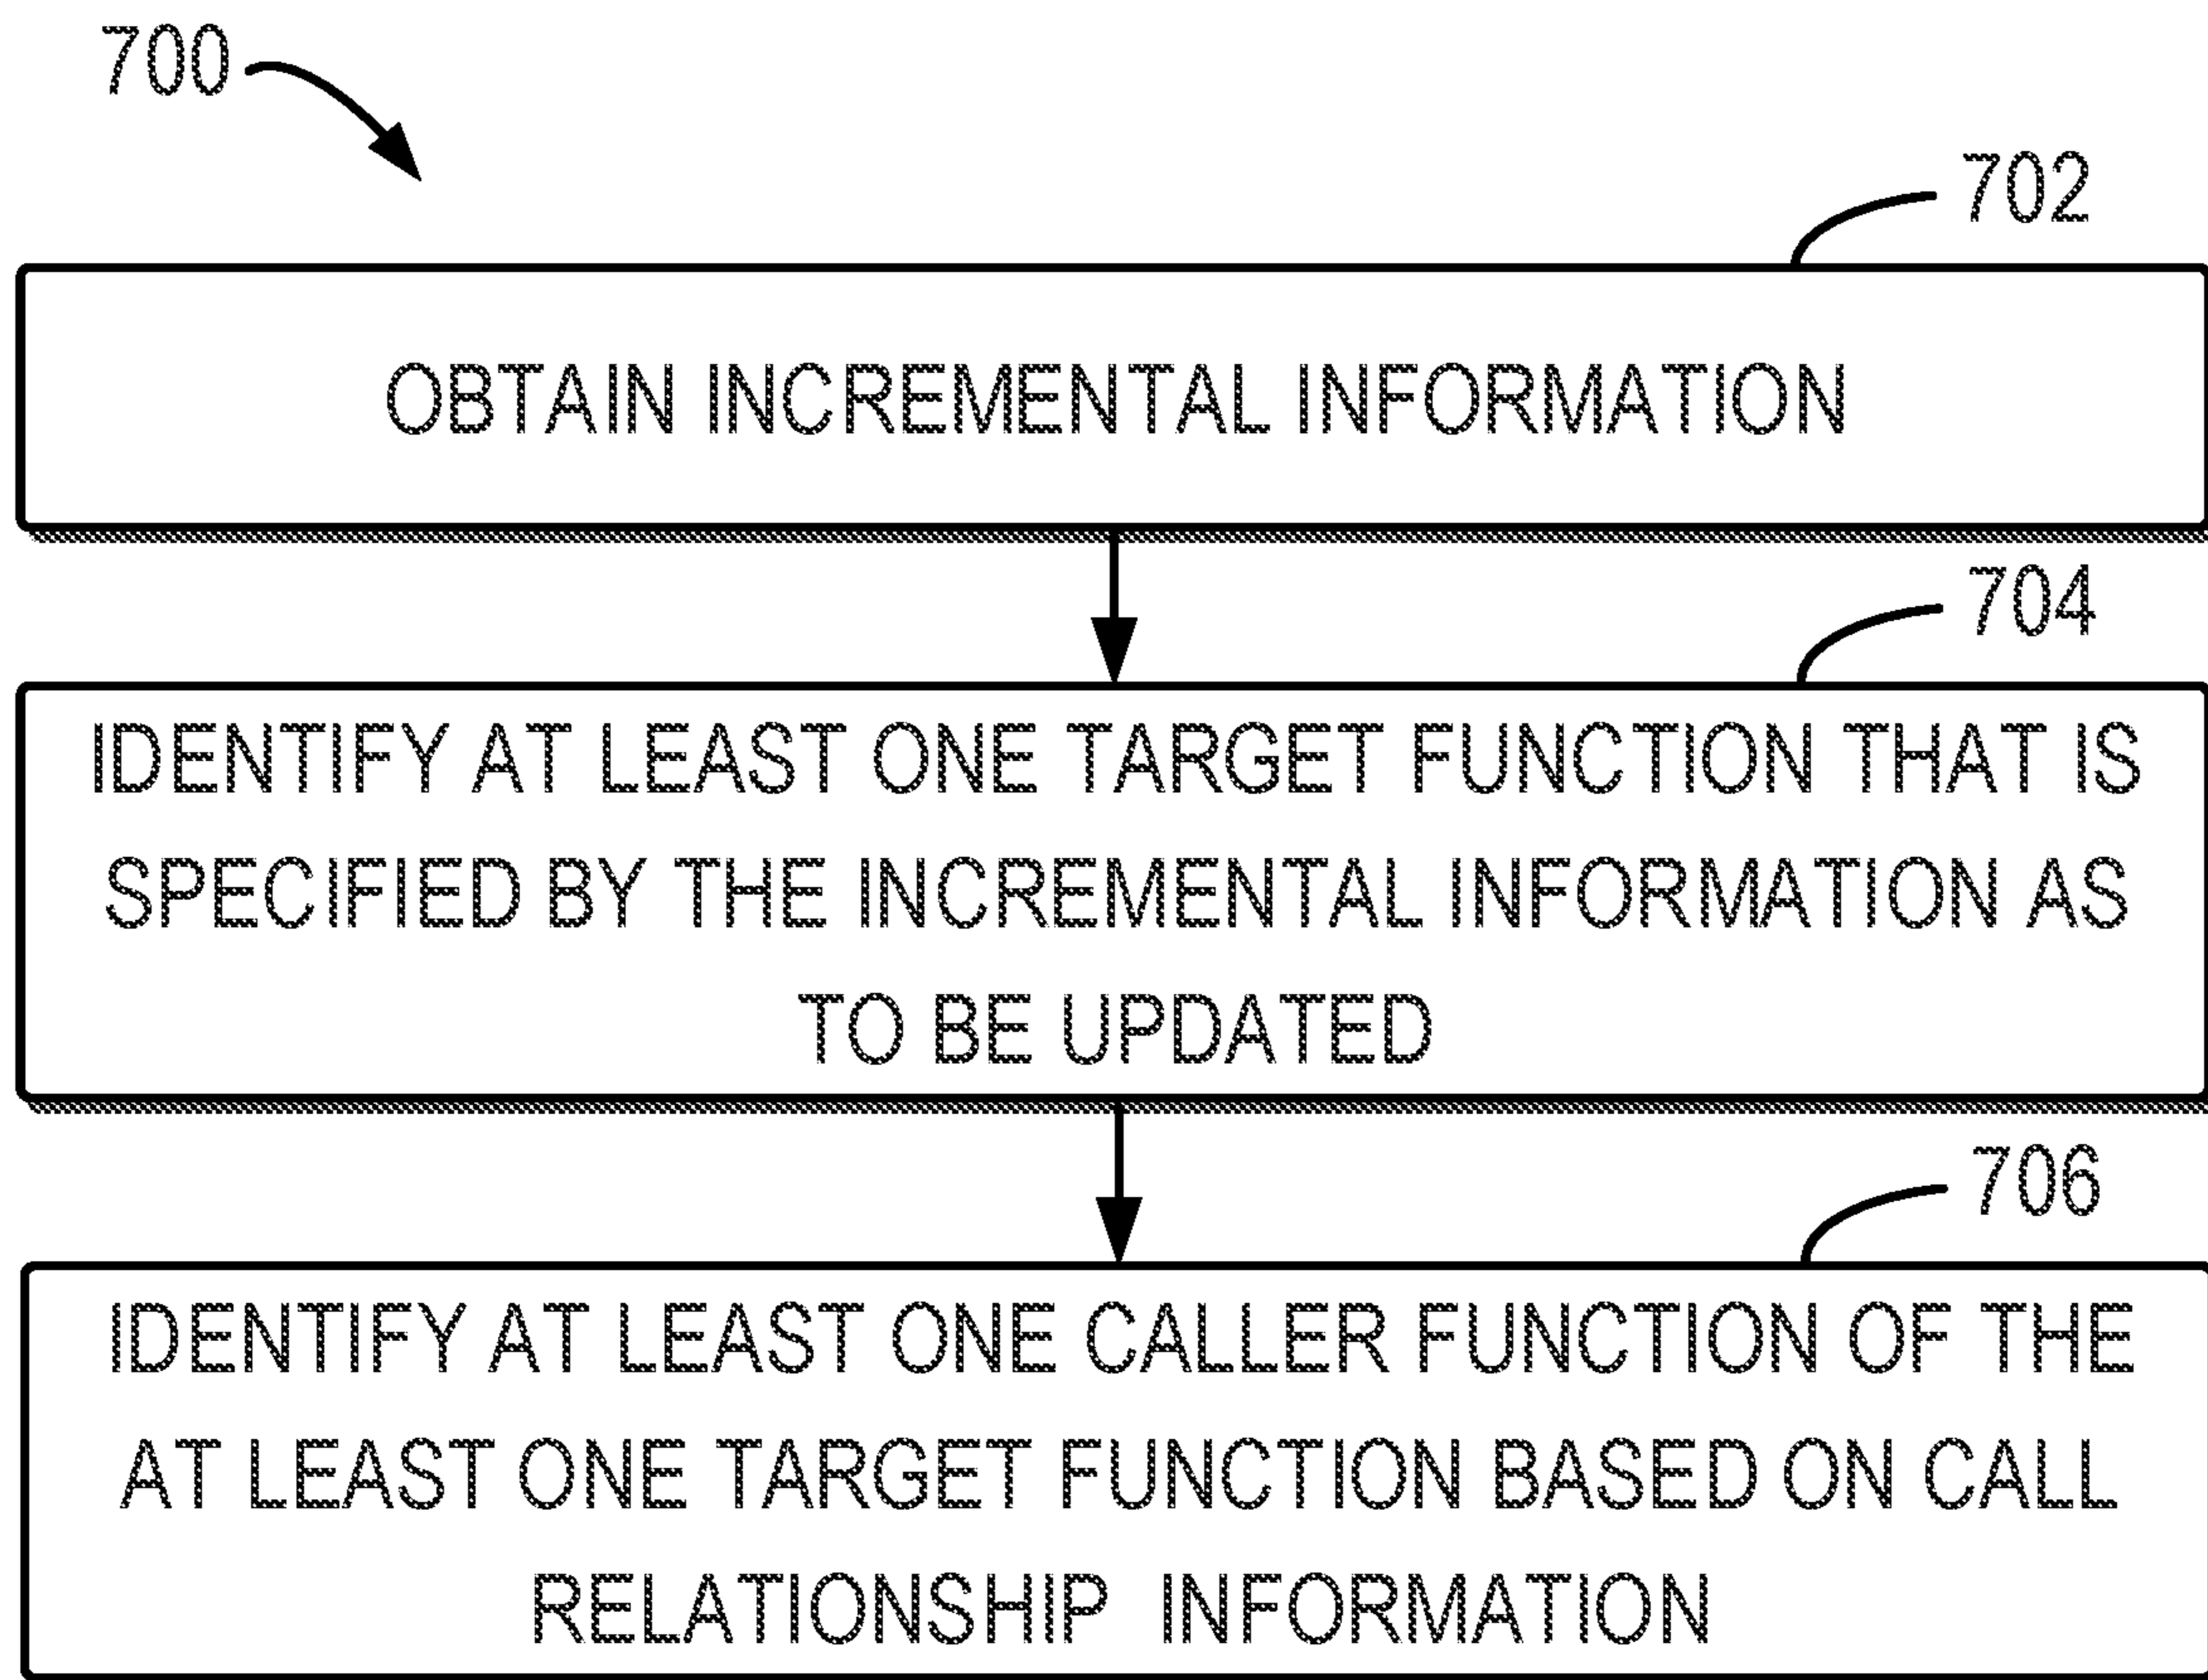 700
702
OBTAIN INCREMENTAL INFORMATION
704
IDENTIFY AT LEAST ONE TARGET FUNCTION THAT IS
SPECIFIED BY THE INCREMENTAL INFORMATION AS
TO BE UPDATED
706
IDENTIFY AT LEAST ONE CALLER FUNCTION OF THE
AT LEAST ONE TARGET FUNCTION BASED ON CALL
RELATIONSHIP INFORMATION